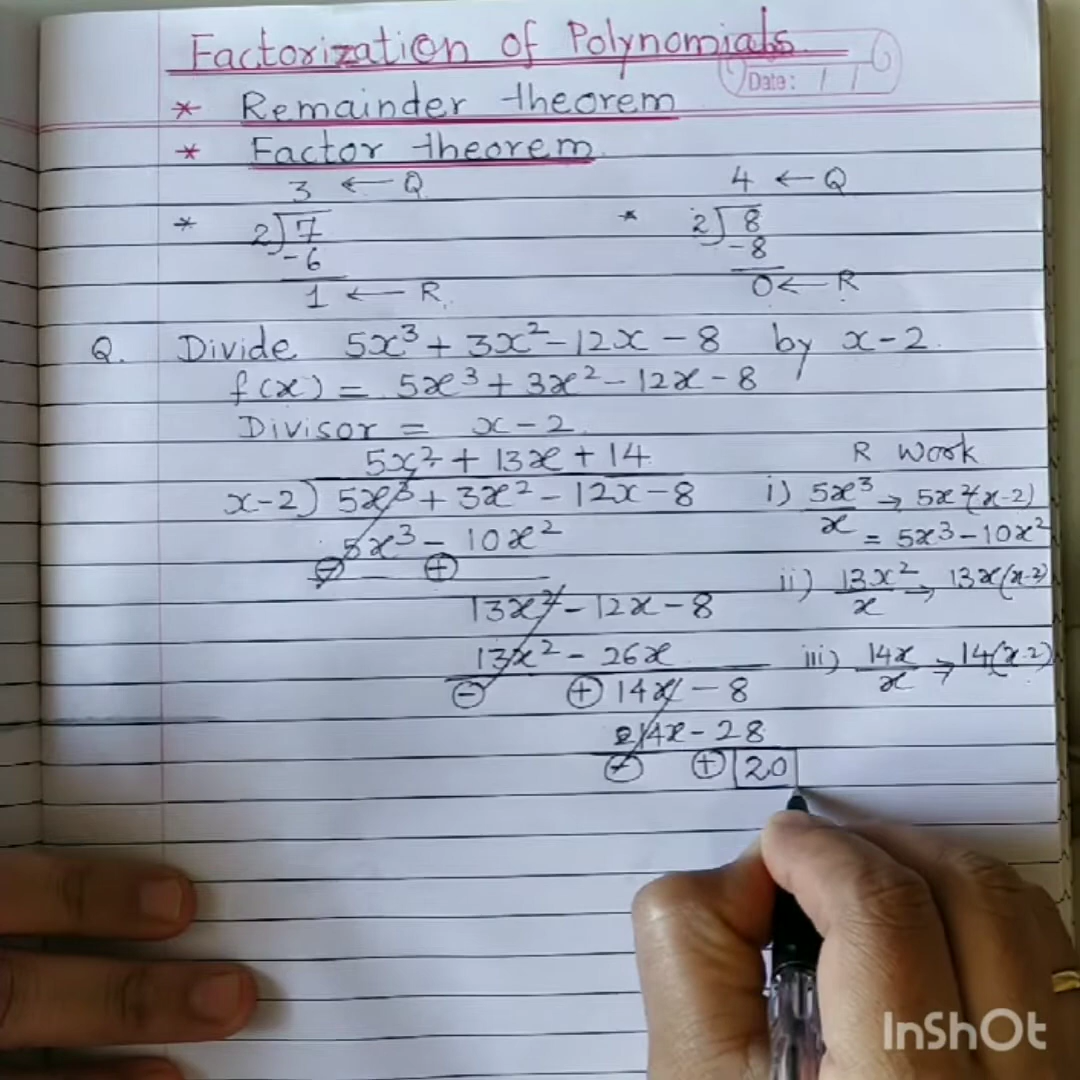 Factorization of Polynomials
Date: / /
* Remainder theorem
* Factor theorem
3 ← Q
4 ← Q
* 2) 7
* 2) 8
-6
-8
1 ← R
0 ← R
Q. Divide 5x³ + 3x² - 12x - 8 by x - 2.
f(x) = 5x³ + 3x² - 12x - 8
Divisor = x - 2
5x² + 13x + 14
R Work
x-2) 5x³ + 3x² - 12x - 8
i) 5x³/x → 5x²(x-2)
5x³ - 10x²
= 5x³ - 10x²
⊖ ⊕
ii) 13x²/x → 13x(x-2)
13x² - 12x - 8
13x² - 26x
iii) 14x/x → 14(x-2)
⊖ ⊕ 14x - 8
14x - 28
⊖ ⊕ 20
InShOt